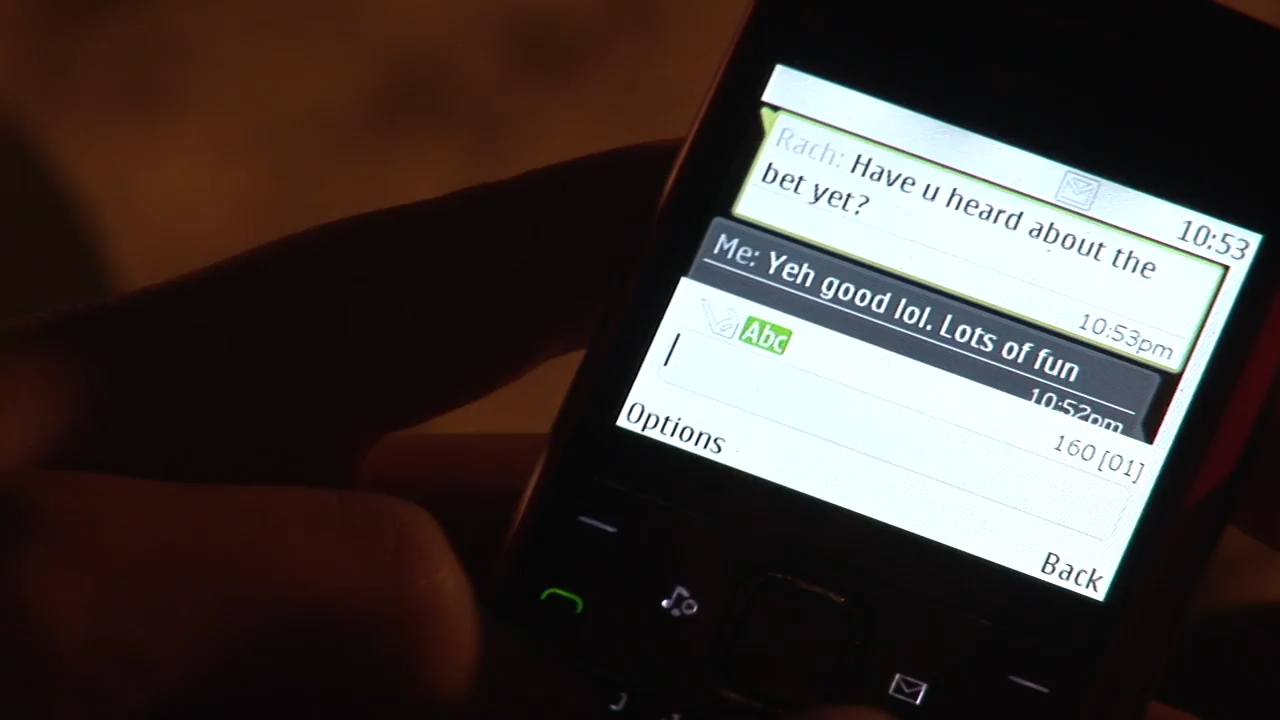 10:53
Rach: Have u heard about the
bet yet?
10:53pm
Me: Yeh good lol. Lots of fun
10:52pm
Abc
160 [01]
Options
Back